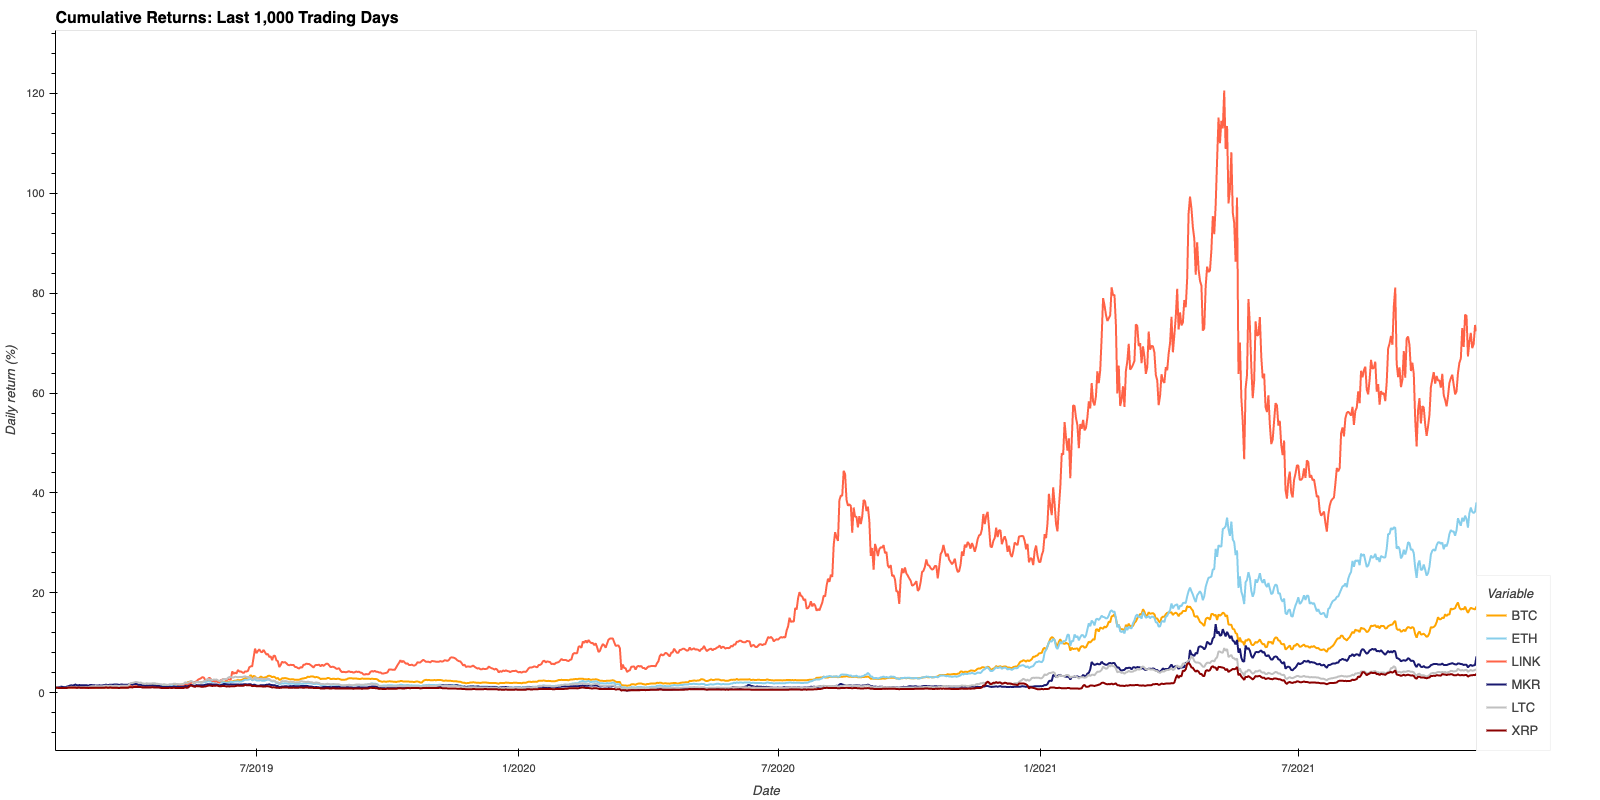 Cumulative Returns: Last 1,000 Trading Days
Daily return (%)
120
100
80
60
40
20
0
7/2019
1/2020
7/2020
1/2021
7/2021
Date
Variable
BTC
ETH
LINK
MKR
LTC
XRP